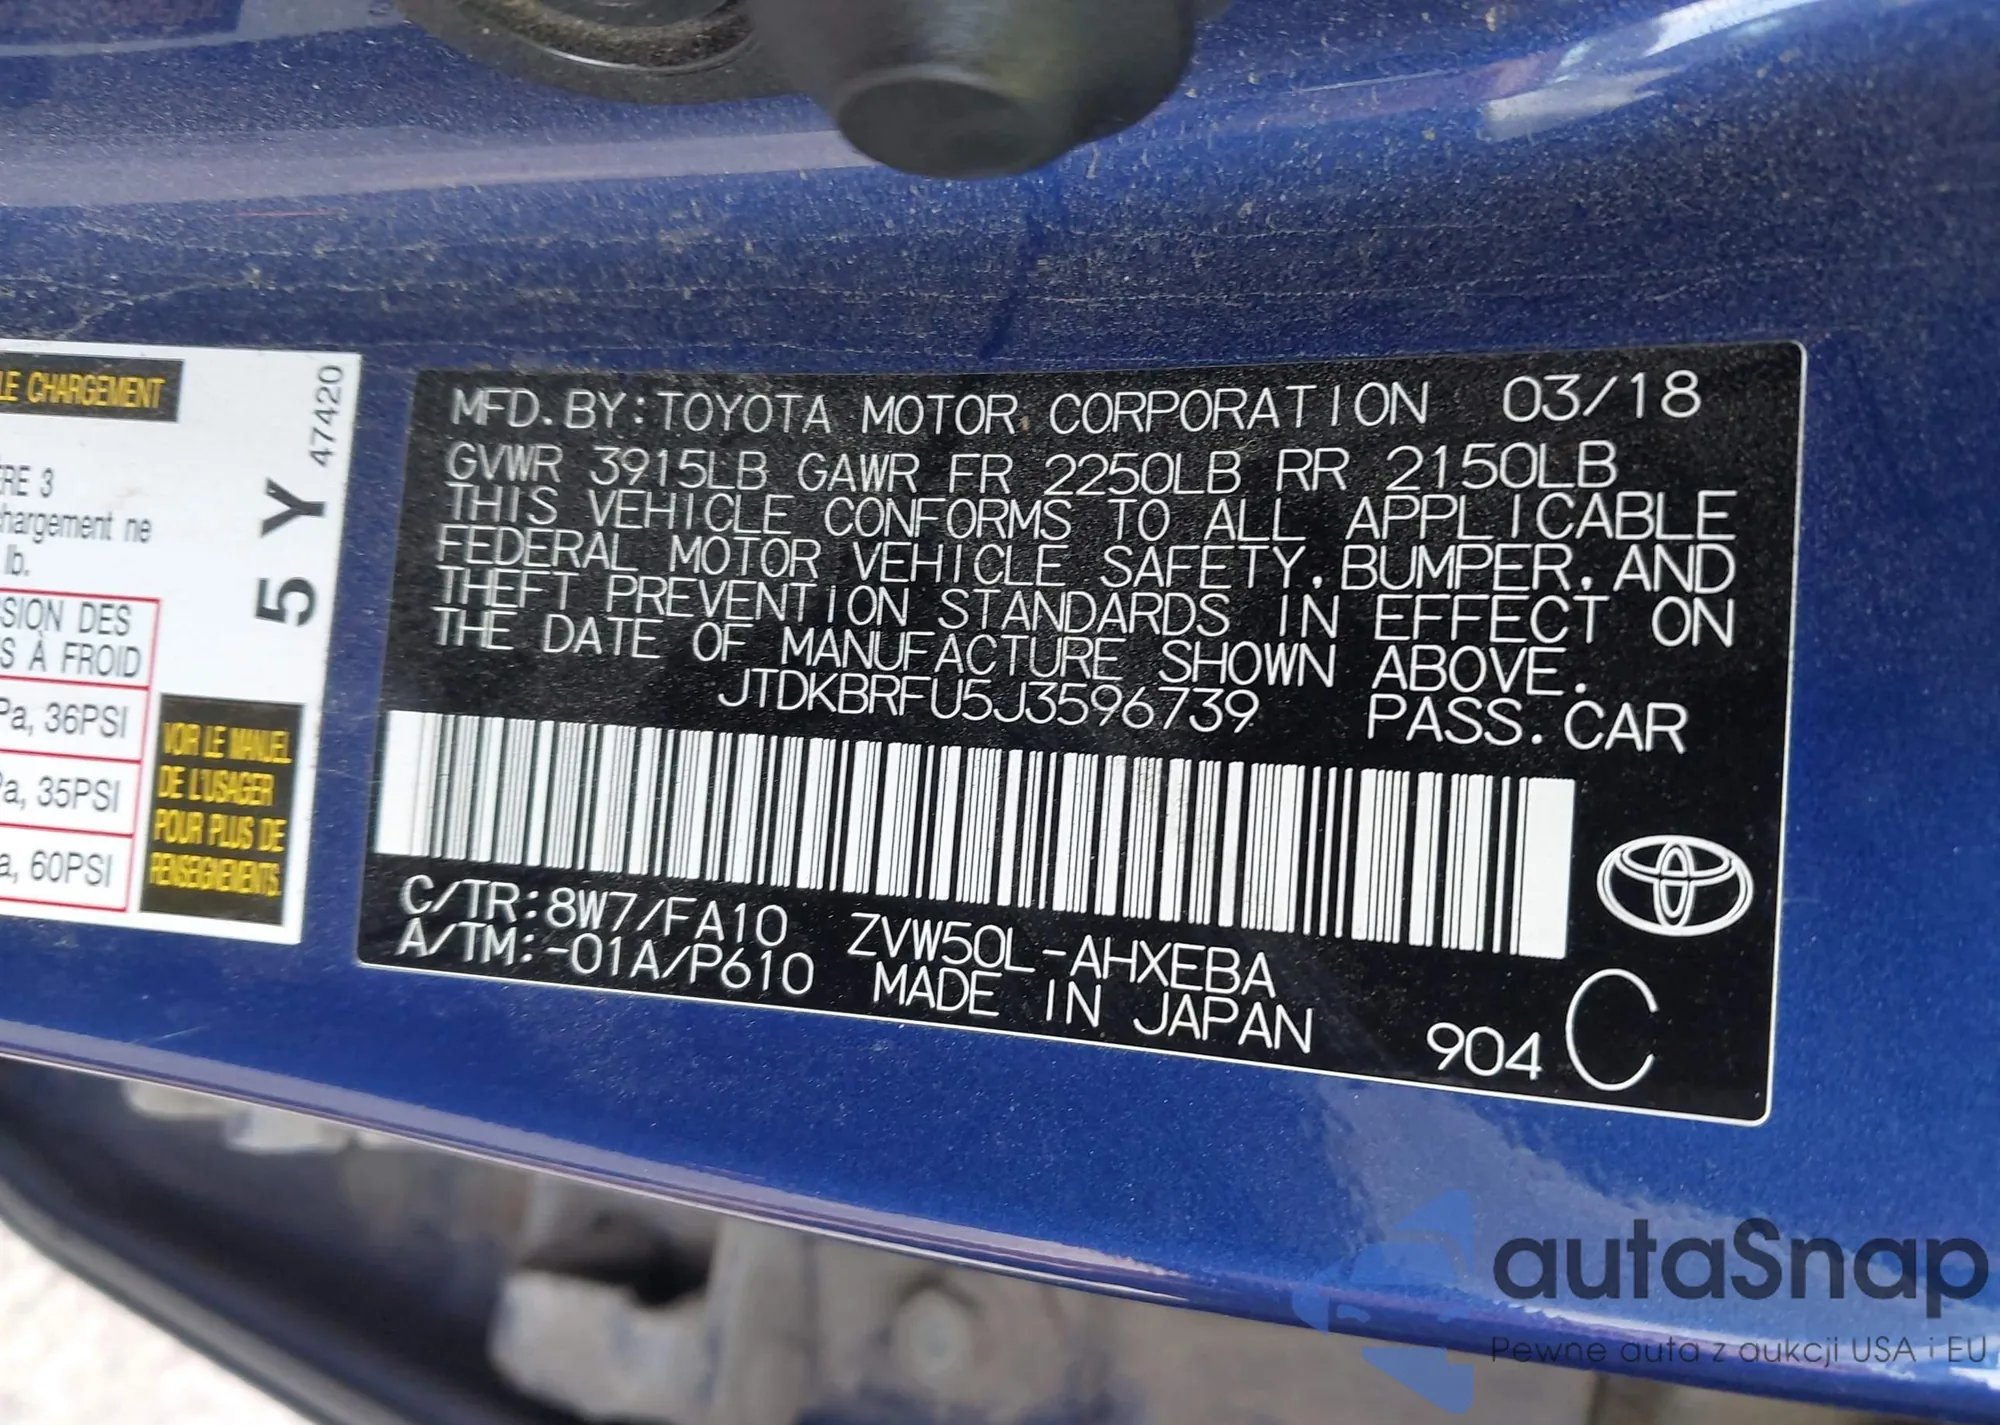 LE CHARGEMENT
47420
5 Y
ÈRE 3
chargement ne
lb.
SION DES
S À FROID
Pa, 36PSI
Pa, 35PSI
a, 60PSI
VOIR LE MANUEL
DE L'USAGER
POUR PLUS DE
RENSEIGNEMENTS.
MFD. BY: TOYOTA MOTOR CORPORATION 03/18
GVWR 3915LB GAWR FR 2250LB RR 2150LB
THIS VEHICLE CONFORMS TO ALL APPLICABLE
FEDERAL MOTOR VEHICLE SAFETY, BUMPER, AND
THEFT PREVENTION STANDARDS IN EFFECT ON
THE DATE OF MANUFACTURE SHOWN ABOVE.
JTDKBRFU5J3596739 PASS. CAR
C/TR: 8W7/FA10 ZVW50L-AHXEBA
A/TM: -01A/P610 MADE IN JAPAN
904 C
autaSnap
Pewne auta z aukcji USA i EU